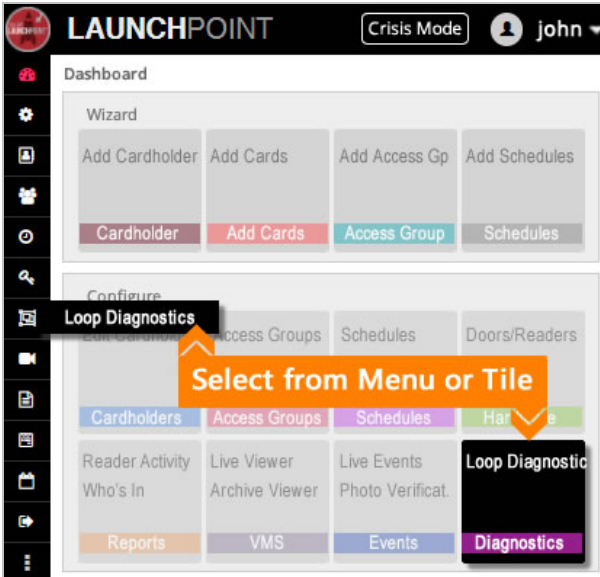 LAUNCHPOINT Crisis Mode john
Dashboard
Wizard
Add Cardholder Add Cards Add Access Gp Add Schedules
Cardholder Add Cards Access Group Schedules
Configure
Loop Diagnostics
Edit Cardholder Access Groups Schedules Doors/Readers
Select from Menu or Tile
Cardholders Access Groups Schedules
Reader Activity Live Viewer Live Events Loop Diagnostic
Who's In Archive Viewer Photo Verificat.
Reports VMS Events Diagnostics